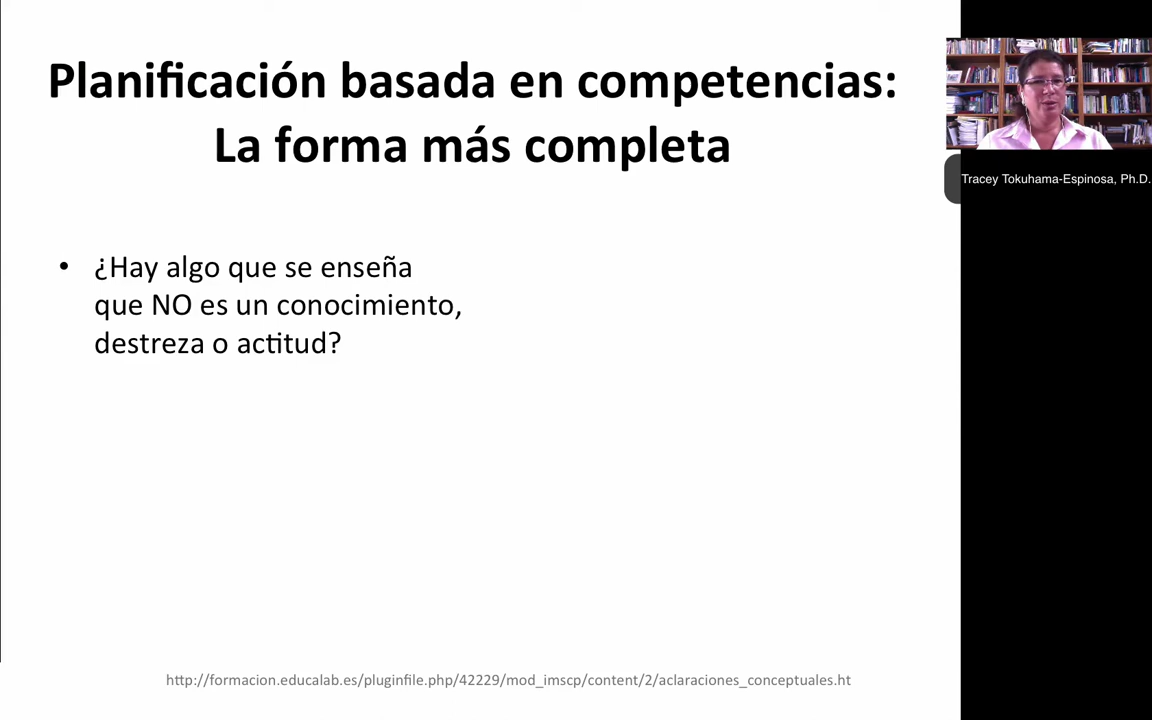 Planificación basada en competencias:
La forma más completa
• ¿Hay algo que se enseña
que NO es un conocimiento,
destreza o actitud?
http://formacion.educalab.es/pluginfile.php/42229/mod_imscp/content/2/aclaraciones_conceptuales.ht
Tracey Tokuhama-Espinosa, Ph.D.